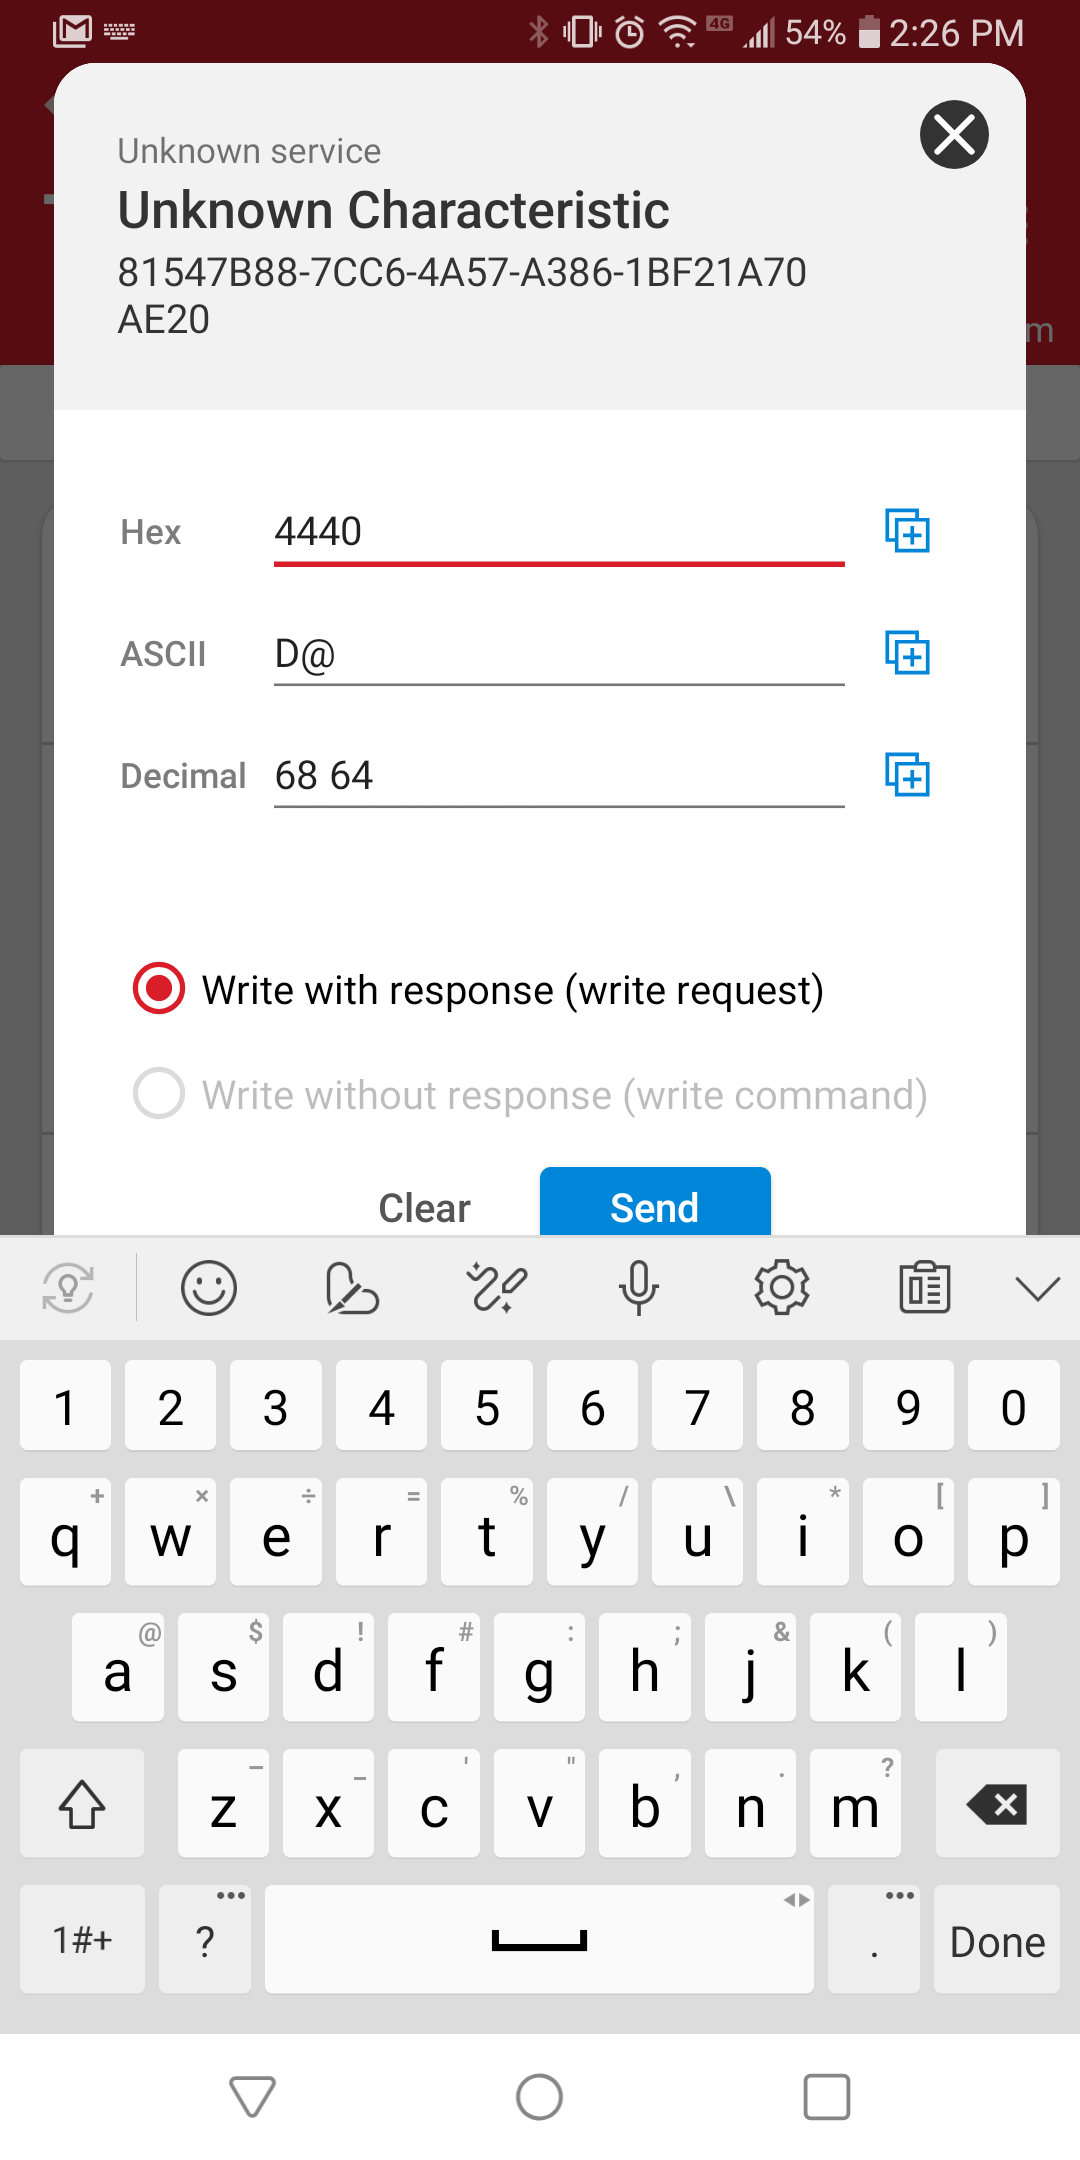 4G 54% 2:26 PM
Unknown service
Unknown Characteristic
81547B88-7CC6-4A57-A386-1BF21A70
AE20
m
Hex 4440
ASCII D@
Decimal 68 64
Write with response (write request)
Write without response (write command)
Clear Send
1 2 3 4 5 6 7 8 9 0
+ × ÷ = % / \ * [ ]
q w e r t y u i o p
@ $ ! # : ; & ( )
a s d f g h j k l
– _ ' " , . ?
z x c v b n m
1#+ ? . Done